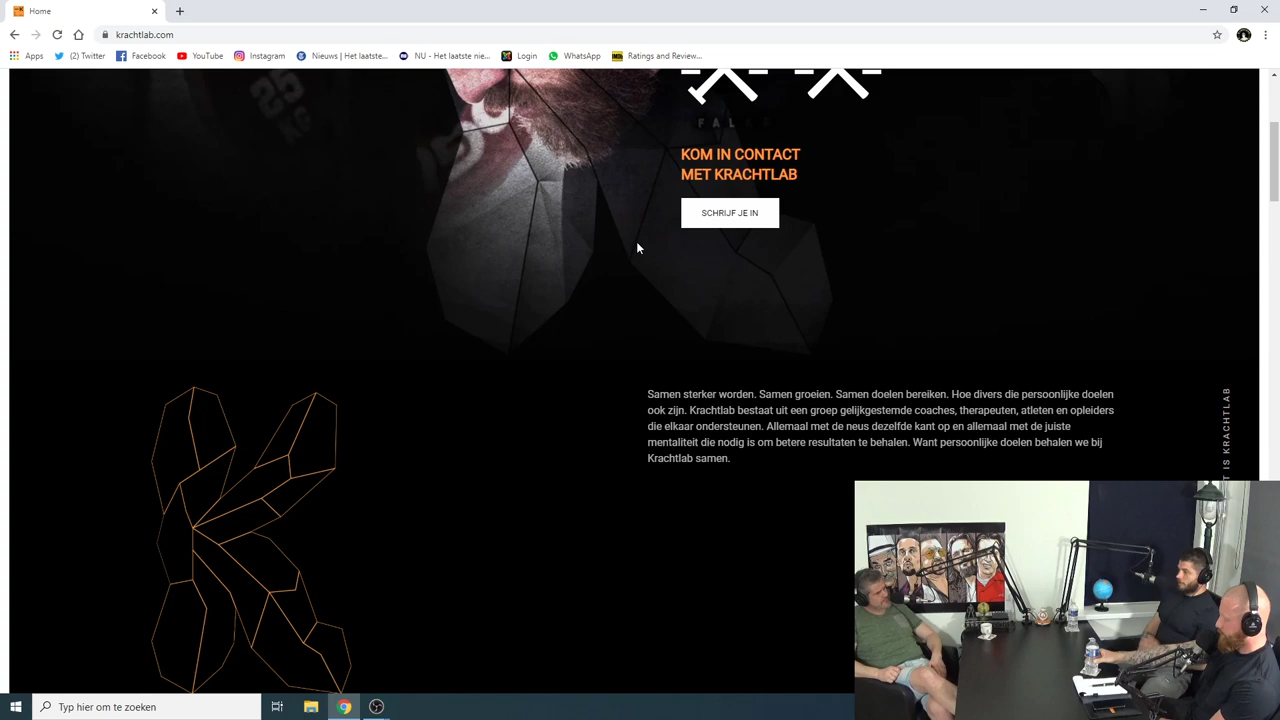 Home
krachtlab.com
Apps
(2) Twitter
Facebook
YouTube
Instagram
Nieuws | Het laatste...
NU - Het laatste nie...
Login
WhatsApp
Ratings and Review...
KOM IN CONTACT
MET KRACHTLAB
SCHRIJF JE IN
Samen sterker worden. Samen groeien. Samen doelen bereiken. Hoe divers die persoonlijke doelen
ook zijn. Krachtlab bestaat uit een groep gelijkgestemde coaches, therapeuten, atleten en opleiders
die elkaar ondersteunen. Allemaal met de neus dezelfde kant op en allemaal met de juiste
mentaliteit die nodig is om betere resultaten te behalen. Want persoonlijke doelen behalen we bij
Krachtlab samen.
T IS KRACHTLAB
Typ hier om te zoeken